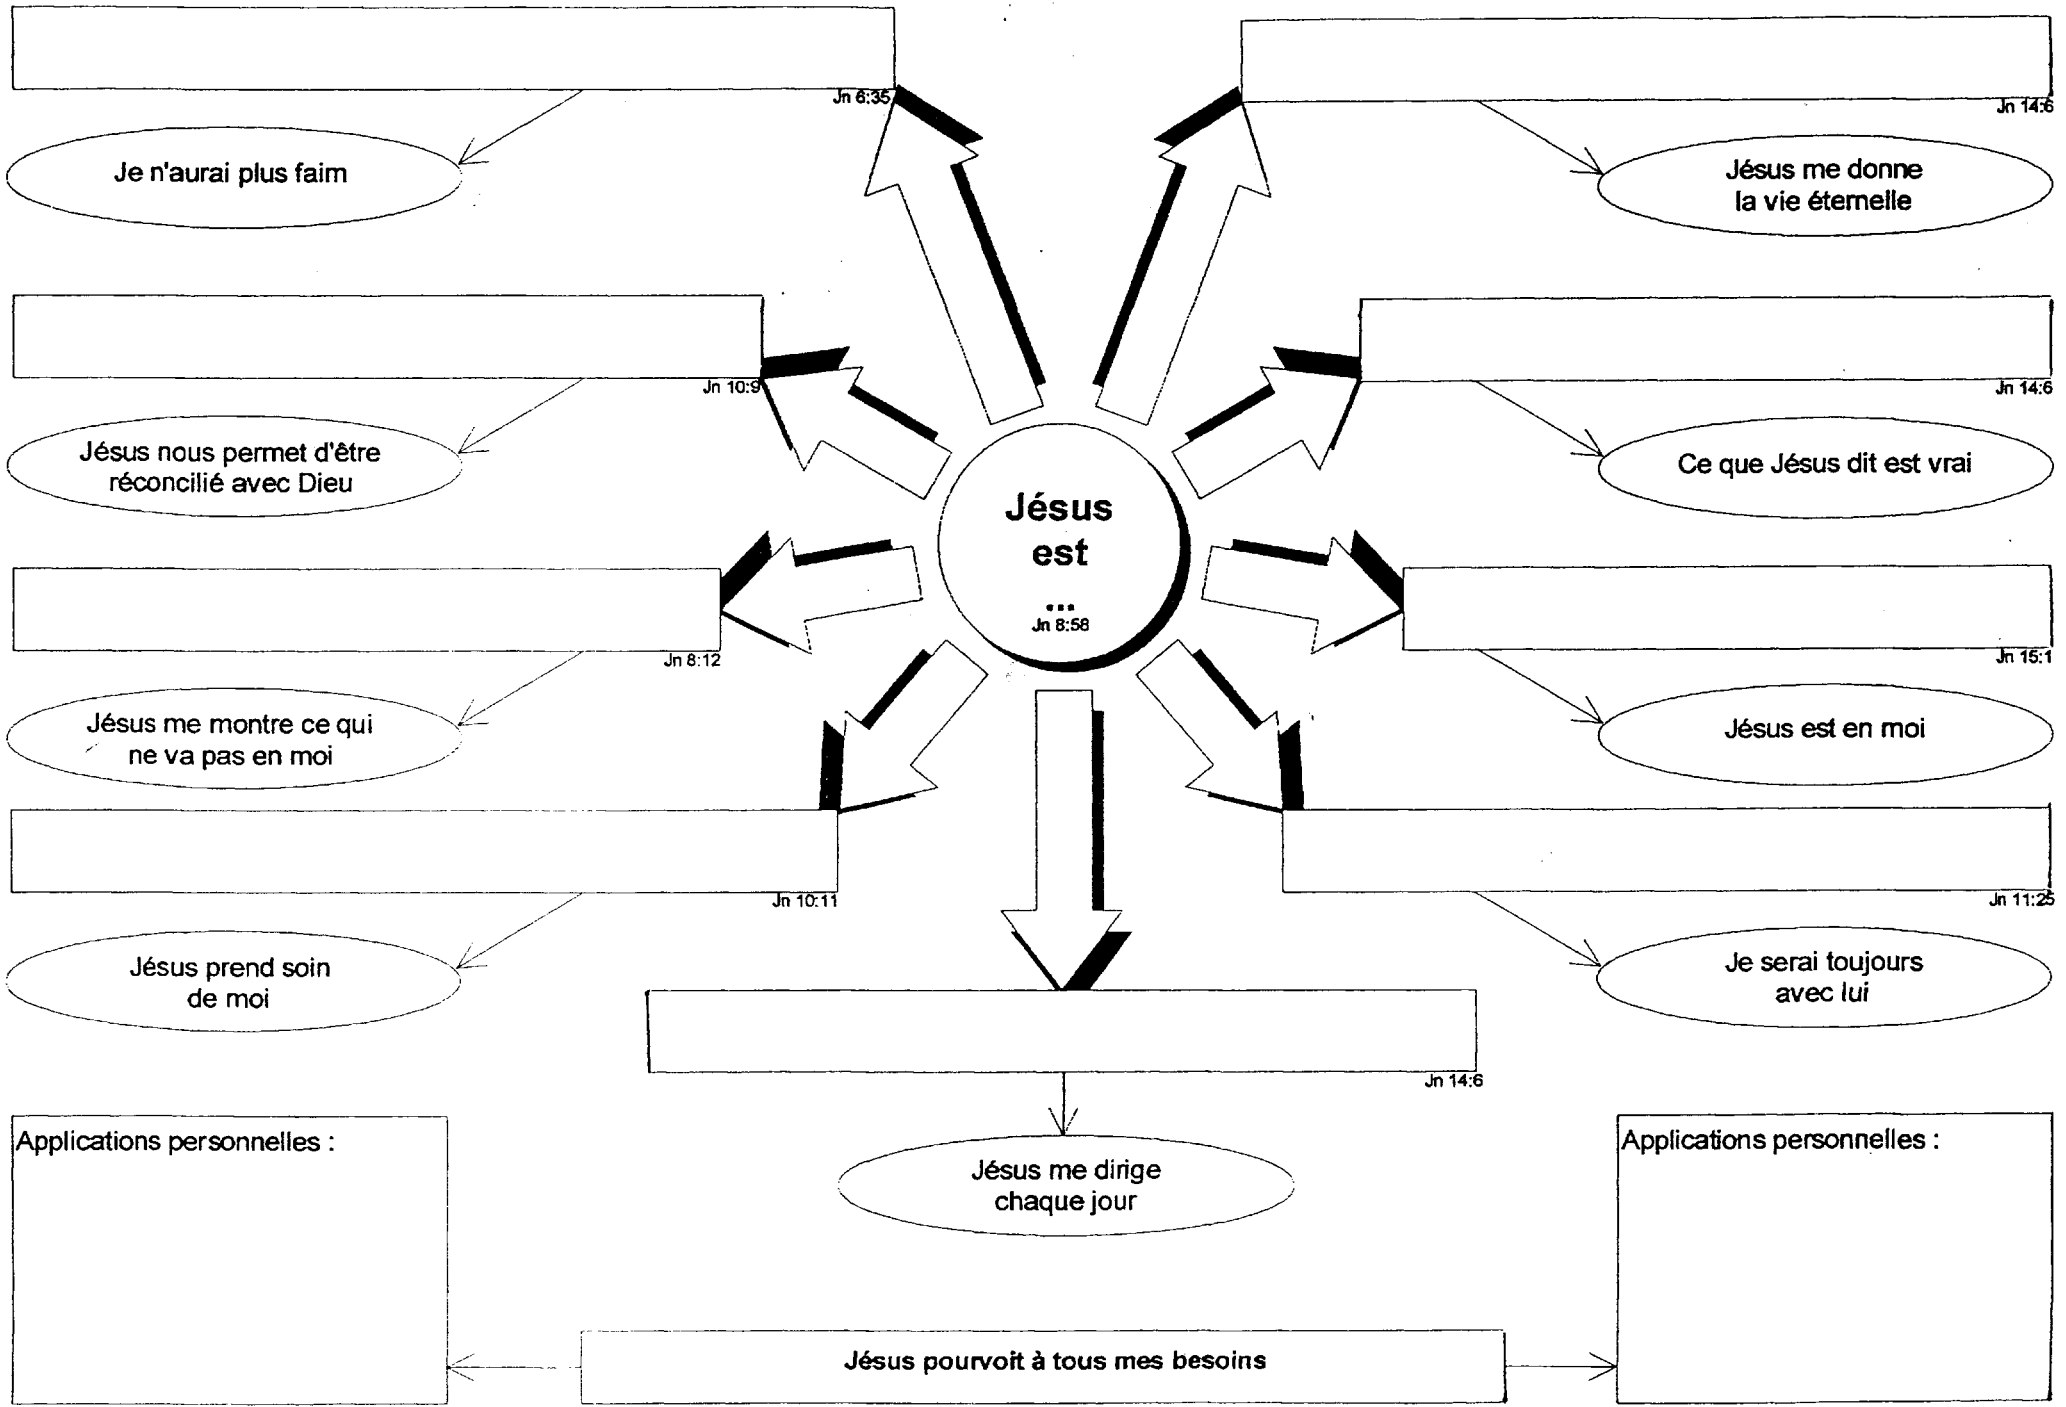 Jn 6:35
Jn 14:6
Je n'aurai plus faim
Jésus me donne
la vie éternelle
Jn 10:9
Jn 14:6
Jésus nous permet d'être
réconcilié avec Dieu
Ce que Jésus dit est vrai
Jésus
est
...
Jn 8:58
Jn 8:12
Jn 15:1
Jésus me montre ce qui
ne va pas en moi
Jésus est en moi
Jn 10:11
Jn 11:25
Jésus prend soin
de moi
Je serai toujours
avec lui
Jn 14:6
Jésus me dirige
chaque jour
Applications personnelles :
Applications personnelles :
Jésus pourvoit à tous mes besoins